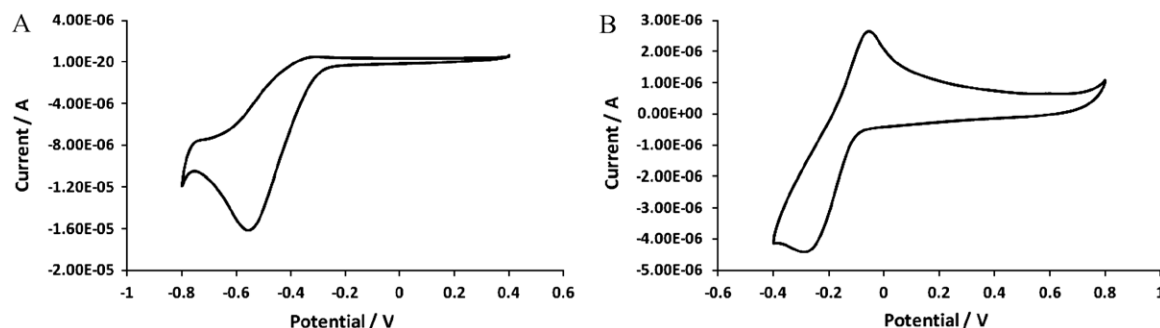 A
4.00E-06
1.00E-20
-4.00E-06
-8.00E-06
-1.20E-05
-1.60E-05
-2.00E-05
Current / A
-1 -0.8 -0.6 -0.4 -0.2 0 0.2 0.4 0.6
Potential / V
B
3.00E-06
2.00E-06
1.00E-06
0.00E+00
-1.00E-06
-2.00E-06
-3.00E-06
-4.00E-06
-5.00E-06
Current / A
-0.6 -0.4 -0.2 0 0.2 0.4 0.6 0.8 1
Potential / V